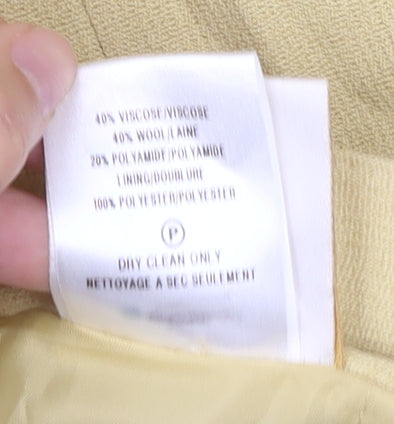 40% VISCOSE/VISCOSE
40% WOOL/LAINE
20% POLYAMIDE/POLYAMIDE
LINING/DOUBLURE
100% POLYESTER/POLYESTER
P
DRY CLEAN ONLY
NETTOYAGE A SEC SEULEMENT